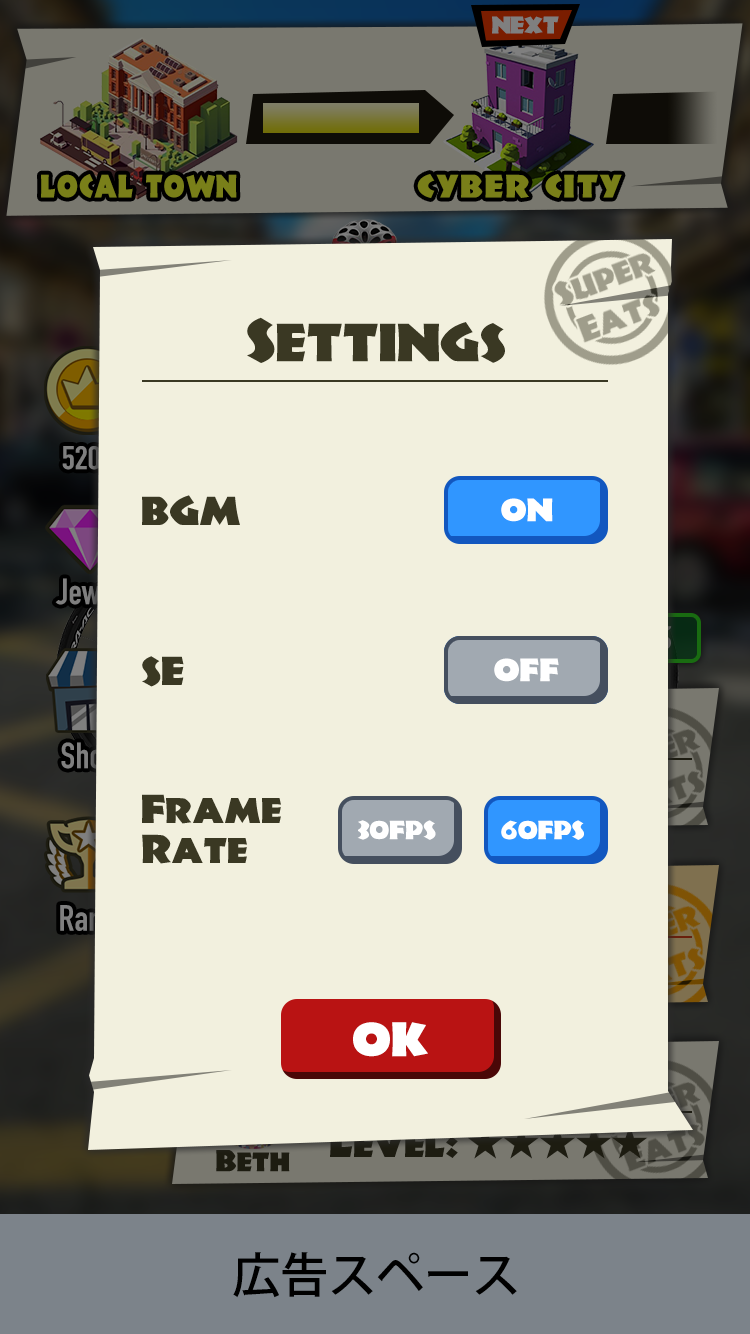 NEXT
LOCAL TOWN
CYBER CITY
SUPER
EATS
SETTINGS
520
BGM
ON
Jew
SE
OFF
Sho
FRAME
RATE
30FPS
60FPS
Ran
OK
BETH
LEVEL: ★★★★★
広告スペース